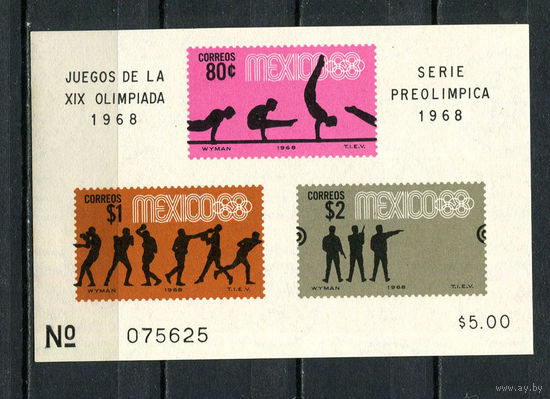 JUEGOS DE LA
XIX OLIMPIADA
1968
CORREOS
80¢
MEXICO68
WYMAN 1968 T.I.E.V.
SERIE
PREOLIMPICA
1968
CORREOS
$1
MEXICO68
WYMAN 1968 T.I.E.V.
CORREOS
$2
MEXICO68
WYMAN 1968 T.I.E.V.
Nº 075625
$5.00
www.ay.by